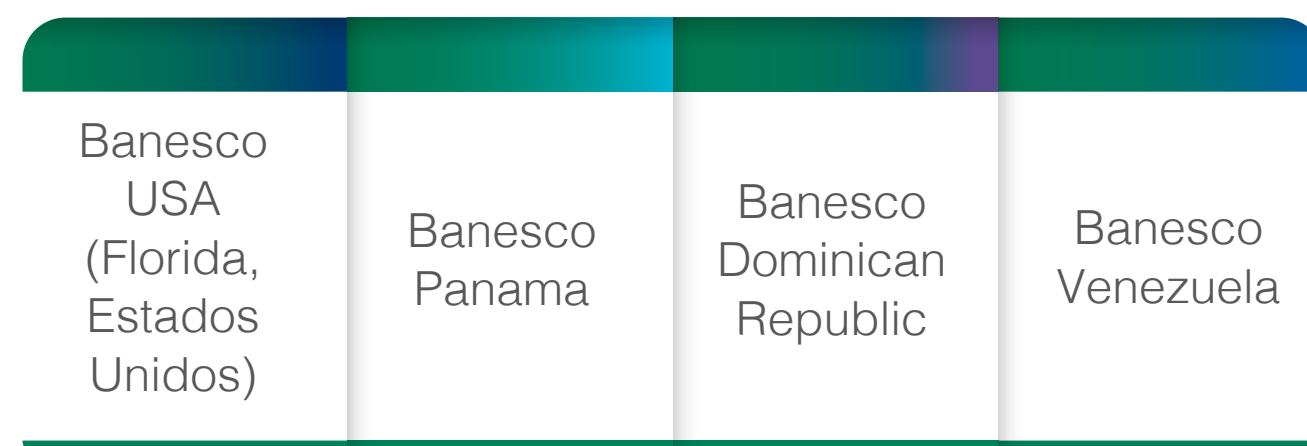 Banesco
USA
(Florida,
Estados
Unidos)
Banesco
Panama
Banesco
Dominican
Republic
Banesco
Venezuela